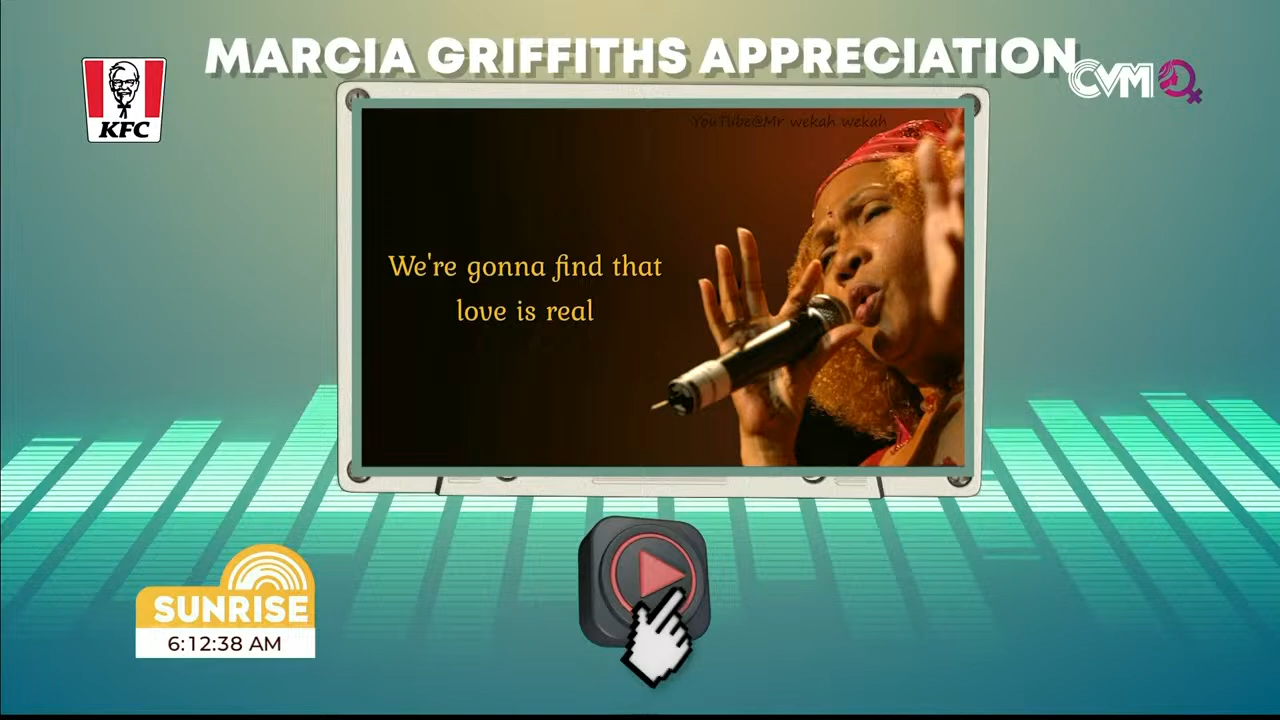 MARCIA GRIFFITHS APPRECIATION
KFC
CVM
YouTube@Mr wekah wekah
We're gonna find that
love is real
SUNRISE
6:12:38 AM